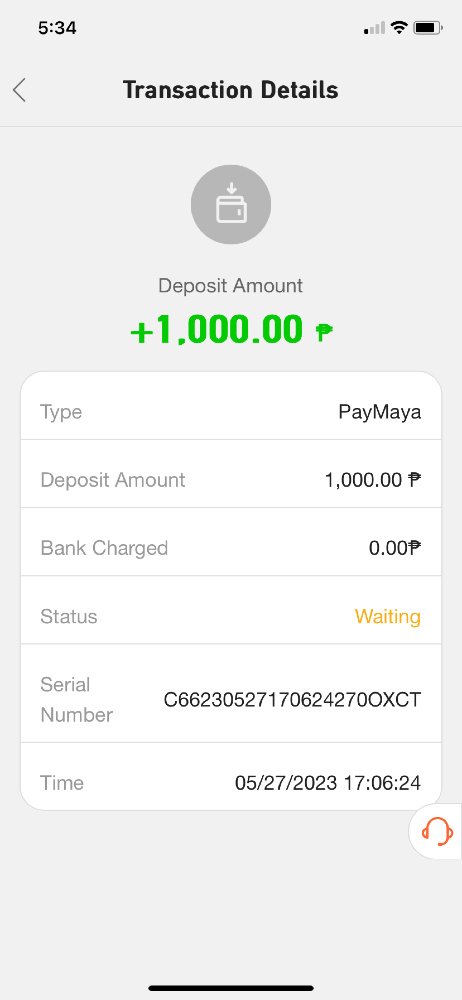 5:34
Transaction Details
Deposit Amount
+1,000.00 ₱
Type PayMaya
Deposit Amount 1,000.00 ₱
Bank Charged 0.00₱
Status Waiting
Serial
Number C66230527170624270OXCT
Time 05/27/2023 17:06:24